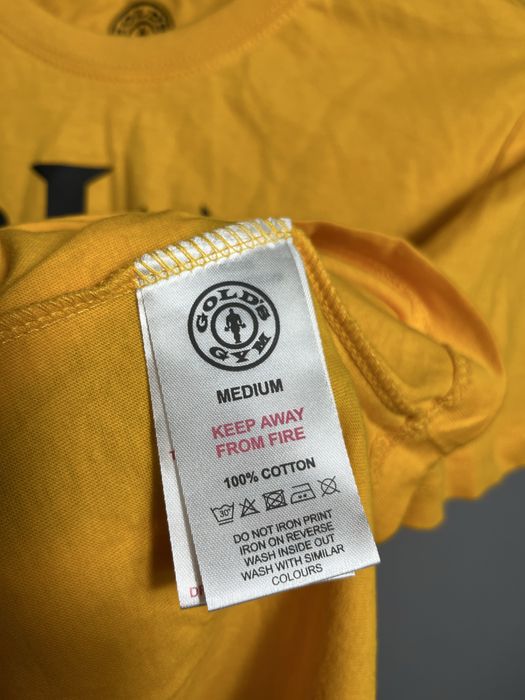 GOLD'S
GYM
MEDIUM
KEEP AWAY
FROM FIRE
100% COTTON
30°
DO NOT IRON PRINT
IRON ON REVERSE
WASH INSIDE OUT
WASH WITH SIMILAR
COLOURS